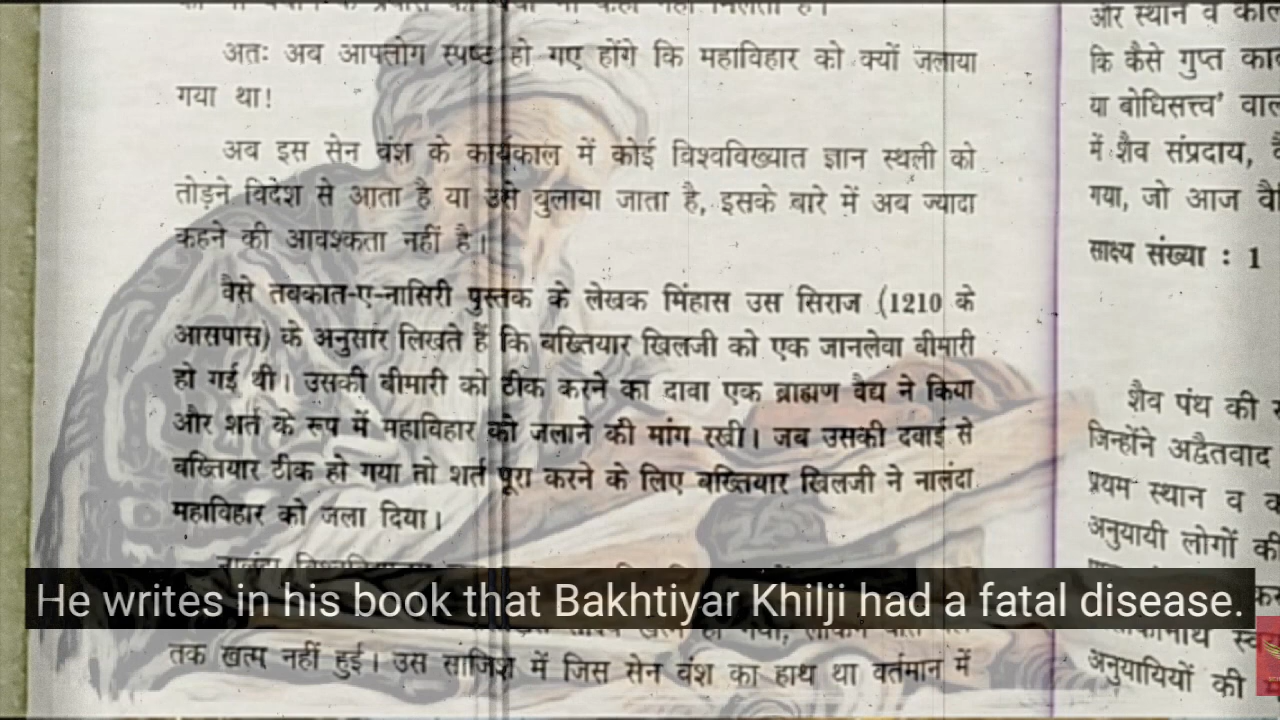 अतः अब आपलोग स्पष्ट हो गए होंगे कि महाविहार को क्यों जलाया
गया था!
अब इस सेन वंश के कार्यकाल में कोई विश्वविख्यात ज्ञान स्थली को
तोड़ने विदेश से आता है या उसे बुलाया जाता है, इसके बारे में अब ज्यादा
कहने की आवश्कता नहीं है।
वैसे तबकात-ए-नासिरी पुस्तक के लेखक मिंहास उस सिराज (1210 के
आसपास) के अनुसार लिखते हैं कि बख्तियार खिलजी को एक जानलेवा बीमारी
हो गई थी। उसकी बीमारी को ठीक करने का दावा एक ब्राह्मण वैद्य ने किया
और शर्त के रूप में महाविहार को जलाने की मांग रखी। जब उसकी दवाई से
बख्तियार ठीक हो गया तो शर्त पूरा करने के लिए बख्तियार खिलजी ने नालंदा
महाविहार को जला दिया।
He writes in his book that Bakhtiyar Khilji had a fatal disease.
तक खत्म नहीं हुई। उस साजिश में जिस सेन वंश का हाथ था वर्तमान में
और स्थान व
कि कैसे गुप्त
या बोधिसत्त्व'
में शैव संप्रदाय,
गया, जो आज
साक्ष्य संख्या : 1
शैव पंथ की
जिन्होंने अद्वैतवाद
प्रथम स्थान व
अनुयायी लोगों की
अनुयायियों की